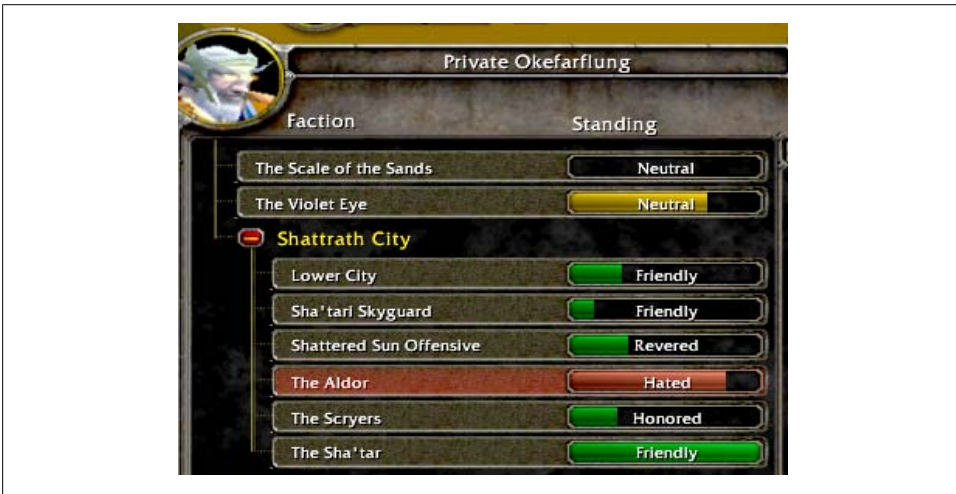 Private Okefarflung
Faction Standing
The Scale of the Sands Neutral
The Violet Eye Neutral
Shattrath City
Lower City Friendly
Sha'tari Skyguard Friendly
Shattered Sun Offensive Revered
The Aldor Hated
The Scryers Honored
The Sha'tar Friendly